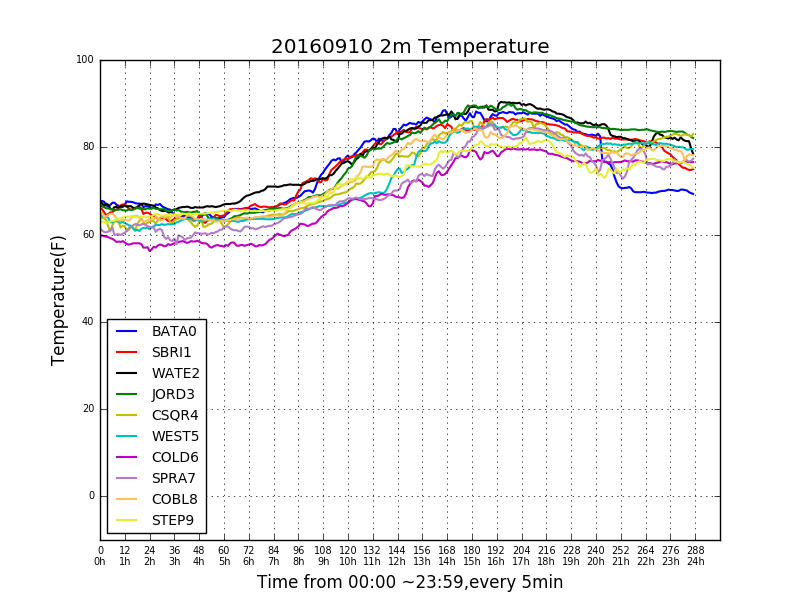 20160910 2m Temperature
100
80
60
40
20
0
Temperature(F)
BATA0
SBRI1
WATE2
JORD3
CSQR4
WEST5
COLD6
SPRA7
COBL8
STEP9
0 12 24 36 48 60 72 84 96 108 120 132 144 156 168 180 192 204 216 228 240 252 264 276 288
0h 1h 2h 3h 4h 5h 6h 7h 8h 9h 10h 11h 12h 13h 14h 15h 16h 17h 18h 19h 20h 21h 22h 23h 24h
Time from 00:00 ~23:59,every 5min